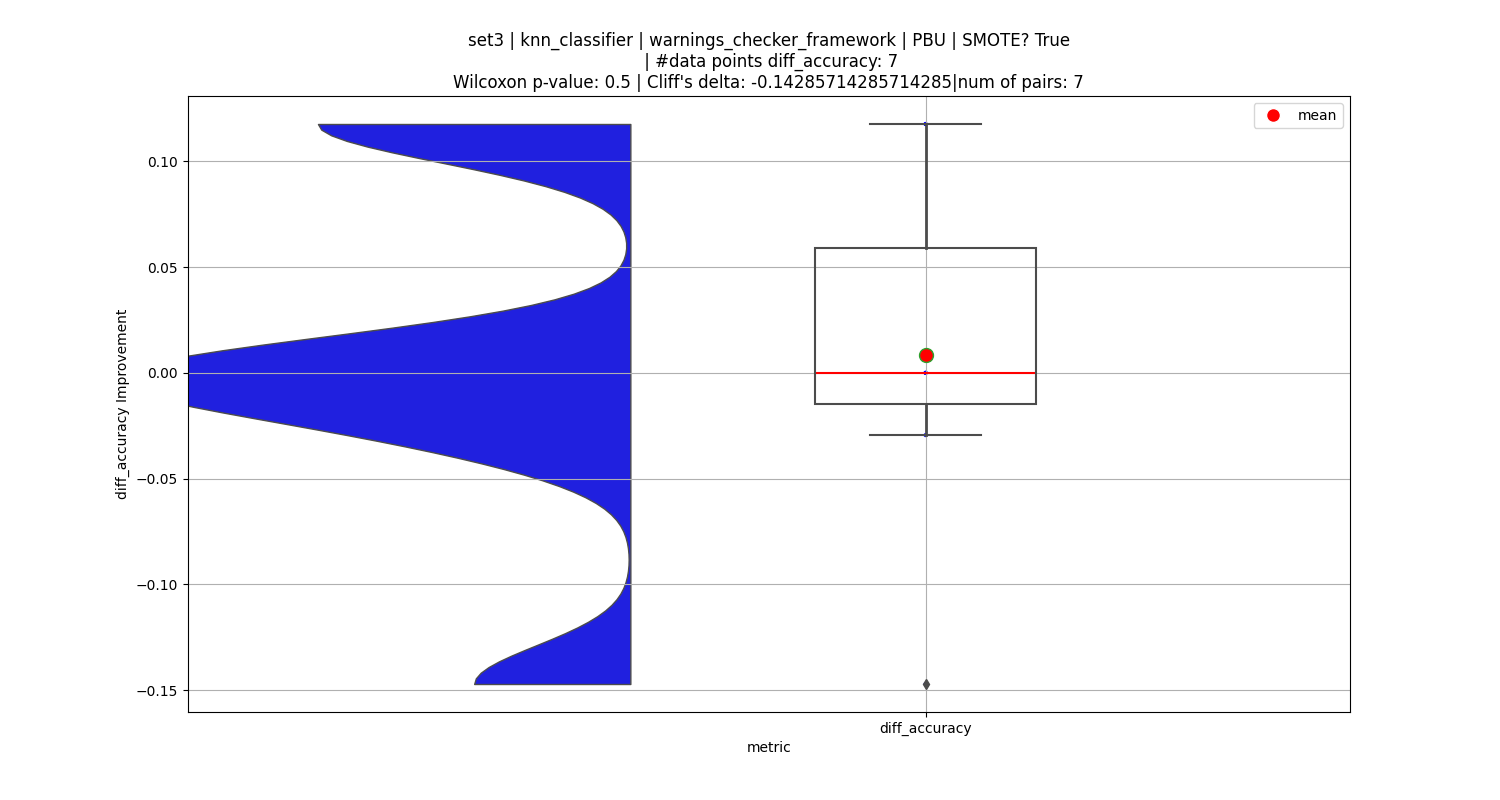 set3 | knn_classifier | warnings_checker_framework | PBU | SMOTE? True
| #data points diff_accuracy: 7
Wilcoxon p-value: 0.5 | Cliff's delta: -0.14285714285714285|num of pairs: 7
mean
0.10
0.05
0.00
−0.05
−0.10
−0.15
diff_accuracy Improvement
diff_accuracy
metric